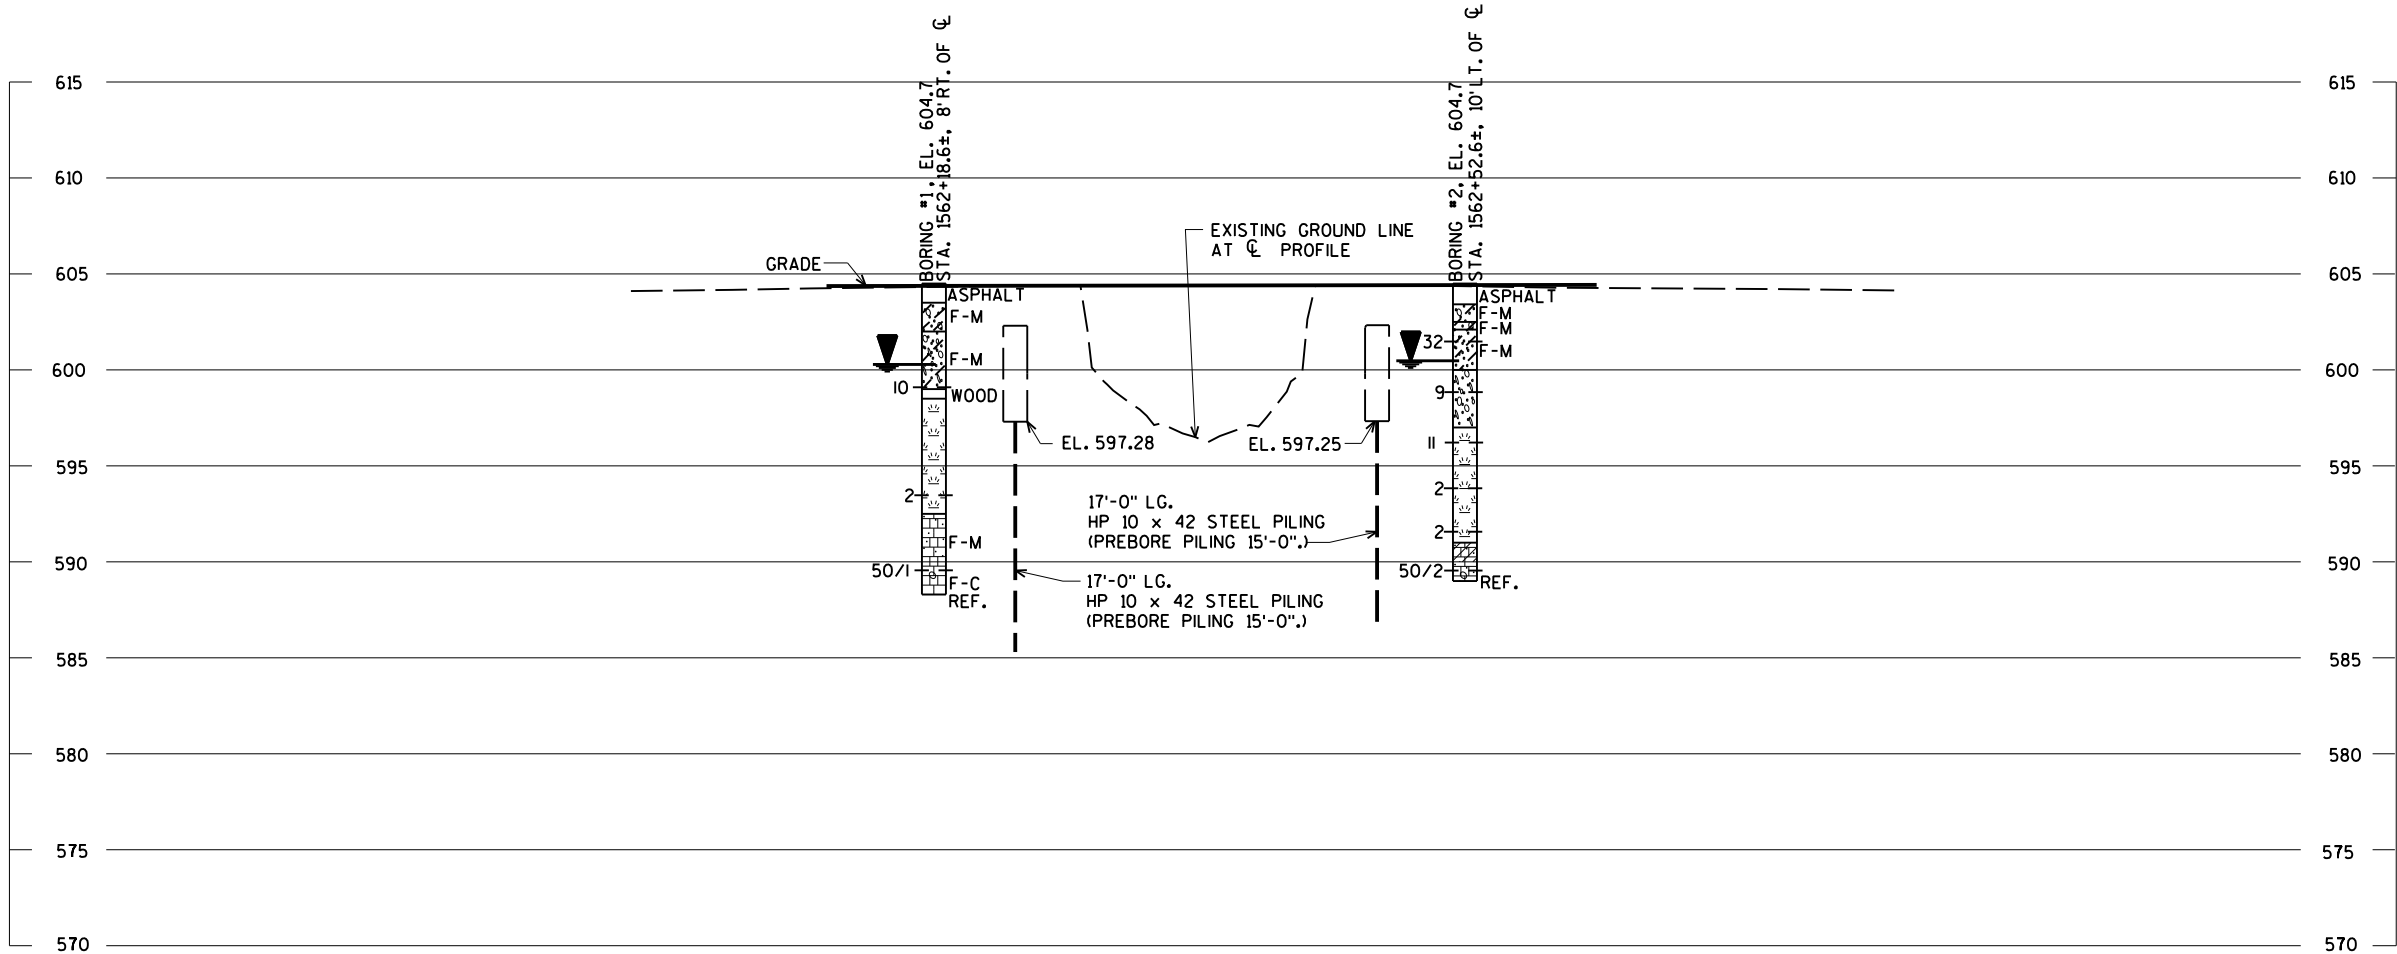 BORING #1, EL. 604.7
STA. 1562+18.6±, 8' RT. OF ℄
BORING #2, EL. 604.7
STA. 1562+52.6±, 10' LT. OF ℄
615 615
610 610
EXISTING GROUND LINE
AT ℄ PROFILE
GRADE
605 605
ASPHALT
F-M
F-M
10
WOOD
2
F-M
50/1
F-C
REF.
ASPHALT
F-M
F-M
32
F-M
9
11
2
2
50/2
REF.
600 600
EL. 597.28
EL. 597.25
595 595
17'-0" LG.
HP 10 x 42 STEEL PILING
(PREBORE PILING 15'-0".)
590 590
17'-0" LG.
HP 10 x 42 STEEL PILING
(PREBORE PILING 15'-0".)
585 585
580 580
575 575
570 570